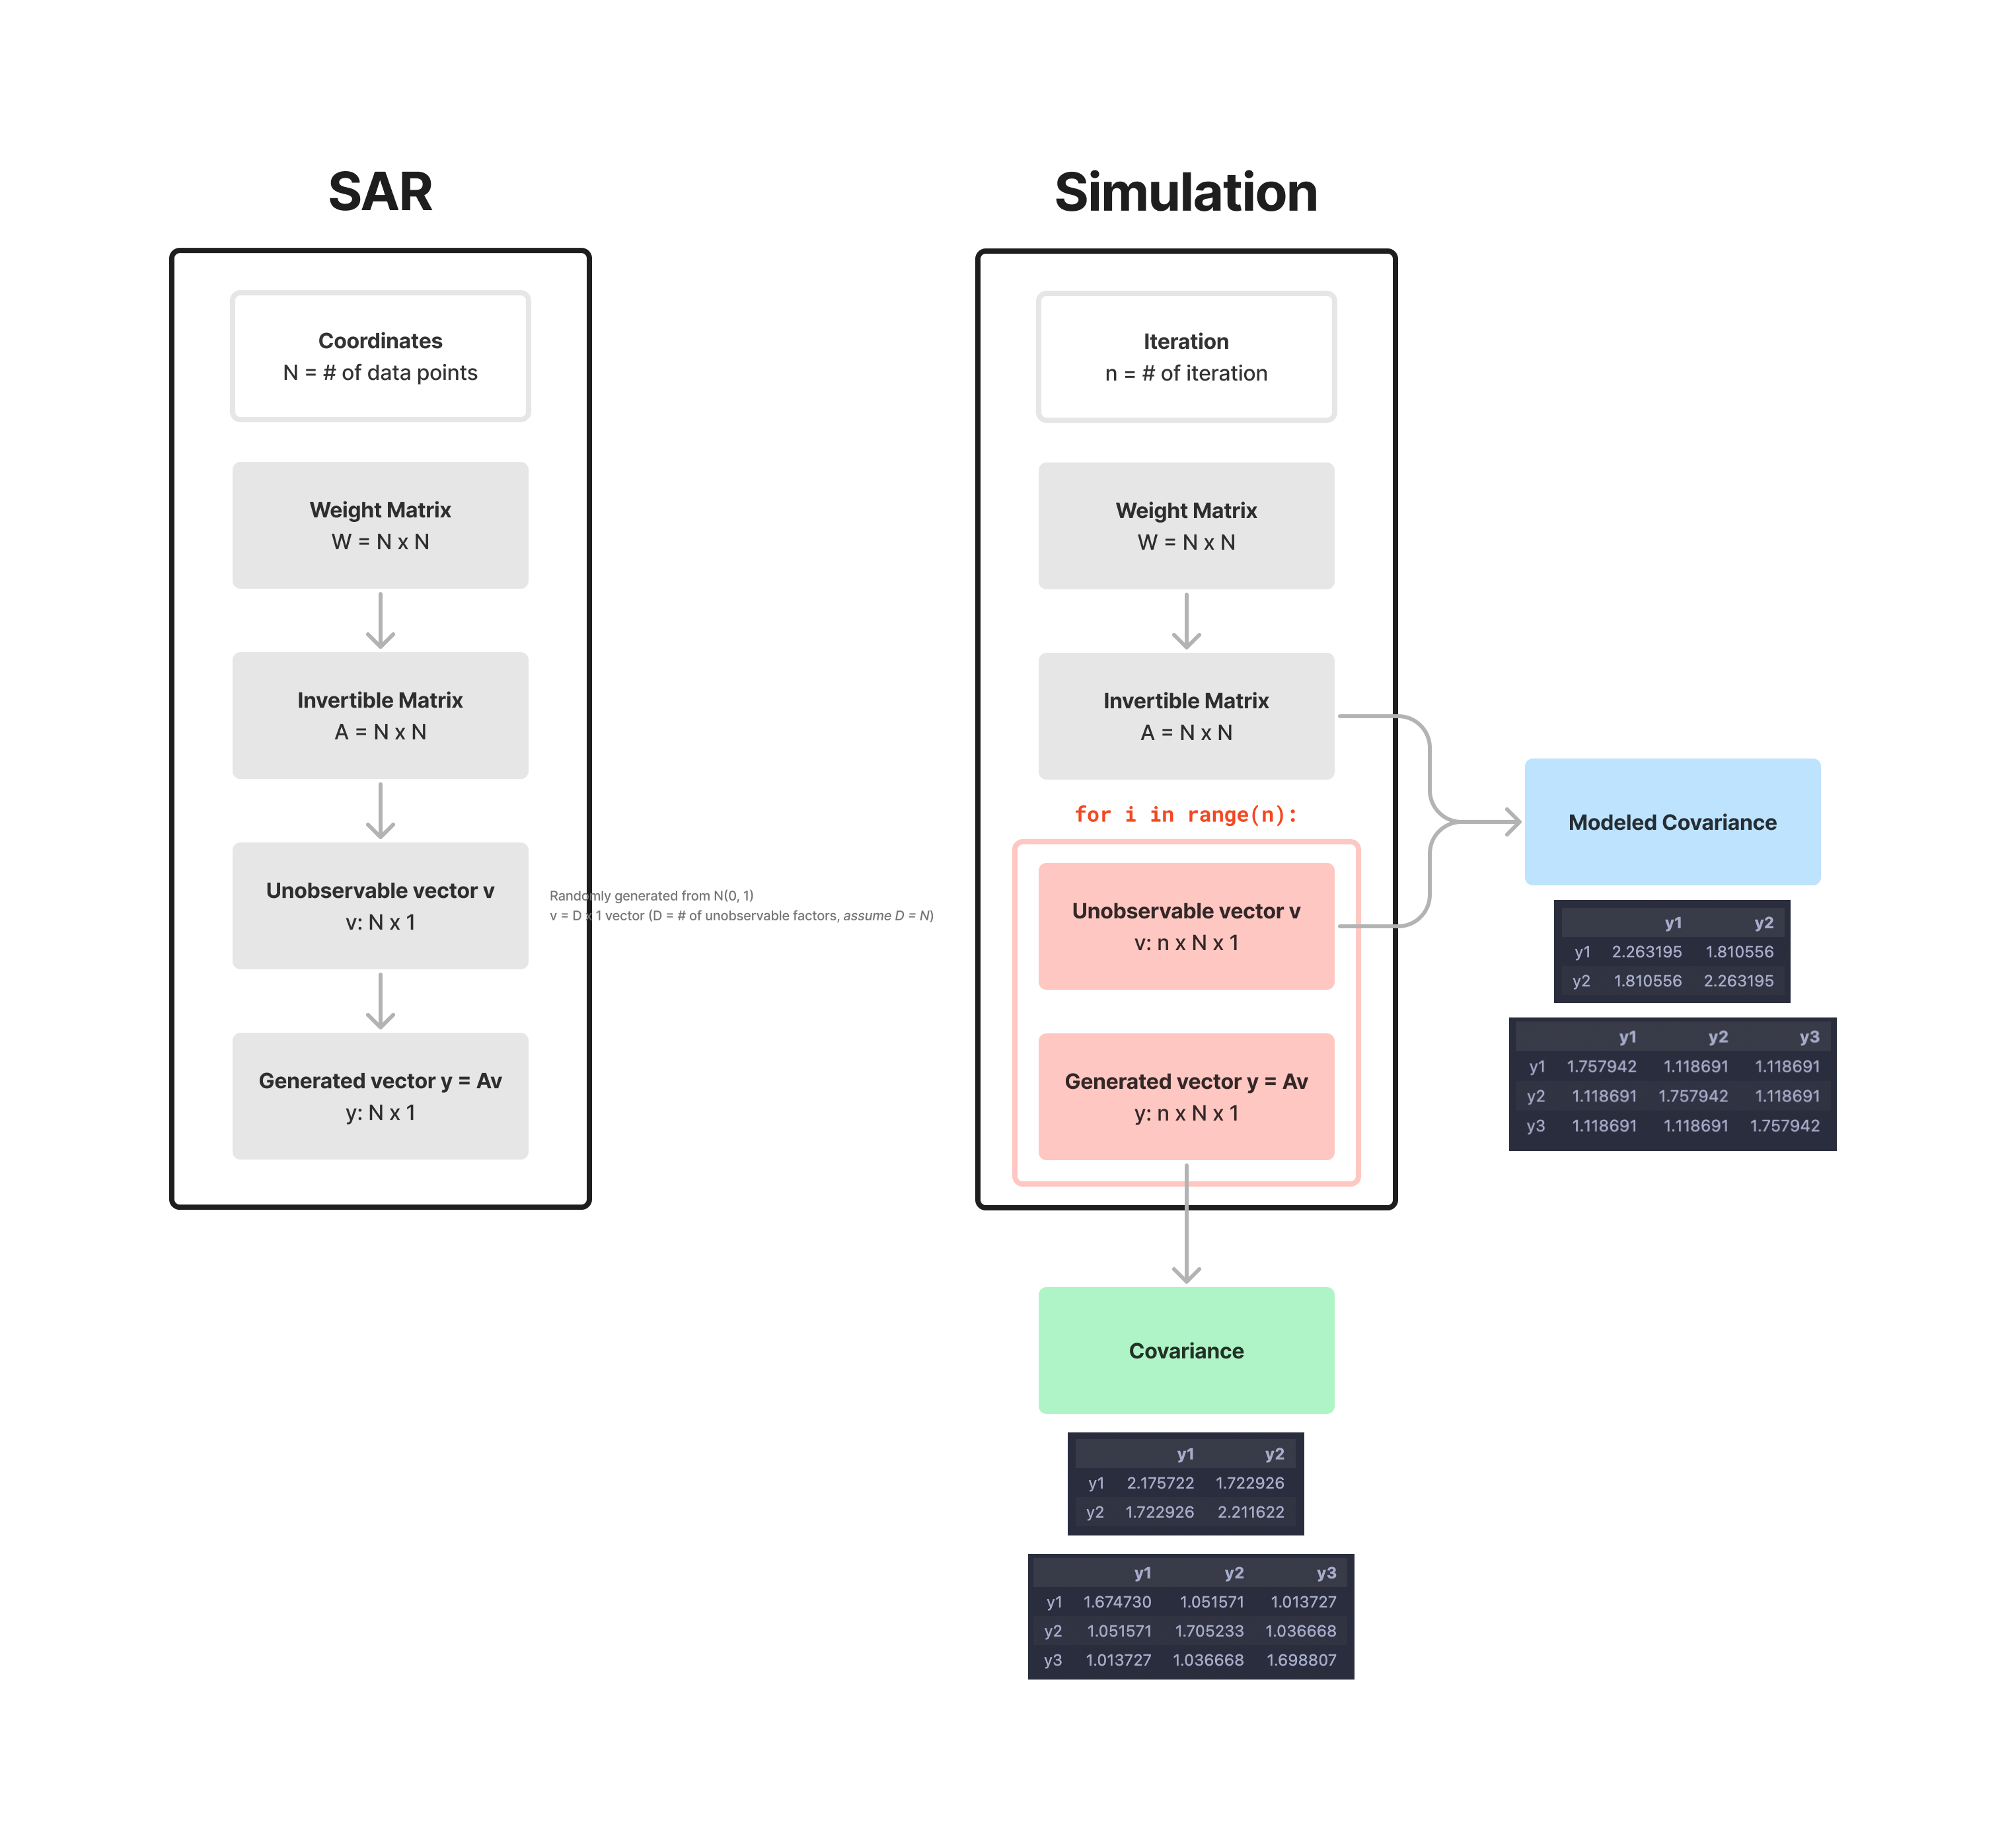 SAR
Coordinates
N = # of data points
Weight Matrix
W = N x N
Invertible Matrix
A = N x N
Unobservable vector v
v: N x 1
Randomly generated from N(0, 1)
v = D x 1 vector (D = # of unobservable factors, assume D = N)
Generated vector y = Av
y: N x 1
Simulation
Iteration
n = # of iteration
Weight Matrix
W = N x N
Invertible Matrix
A = N x N
for i in range(n):
Unobservable vector v
v: n x N x 1
Generated vector y = Av
y: n x N x 1
Modeled Covariance
y1 y2
y1 2.263195 1.810556
y2 1.810556 2.263195
y1 y2 y3
y1 1.757942 1.118691 1.118691
y2 1.118691 1.757942 1.118691
y3 1.118691 1.118691 1.757942
Covariance
y1 y2
y1 2.175722 1.722926
y2 1.722926 2.211622
y1 y2 y3
y1 1.674730 1.051571 1.013727
y2 1.051571 1.705233 1.036668
y3 1.013727 1.036668 1.698807